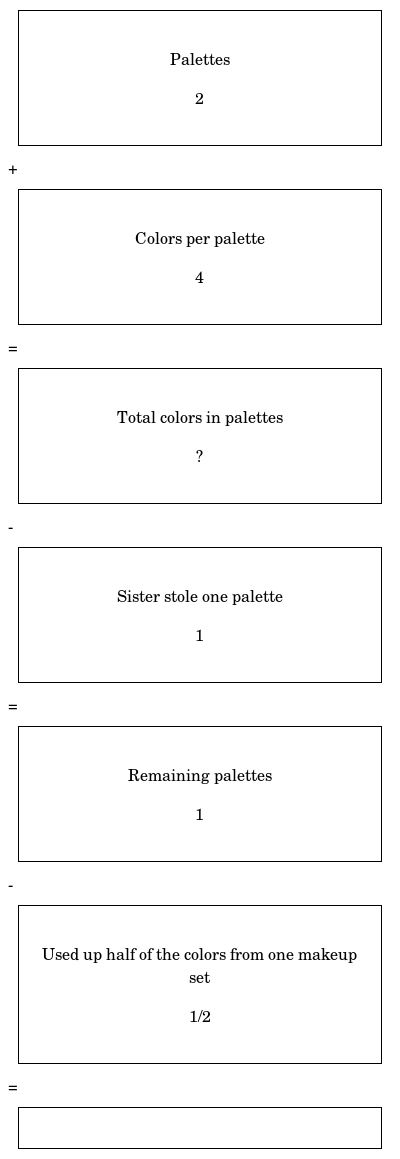 Palettes
2
+
Colors per palette
4
=
Total colors in palettes
?
-
Sister stole one palette
1
=
Remaining palettes
1
-
Used up half of the colors from one makeup
set
1/2
=